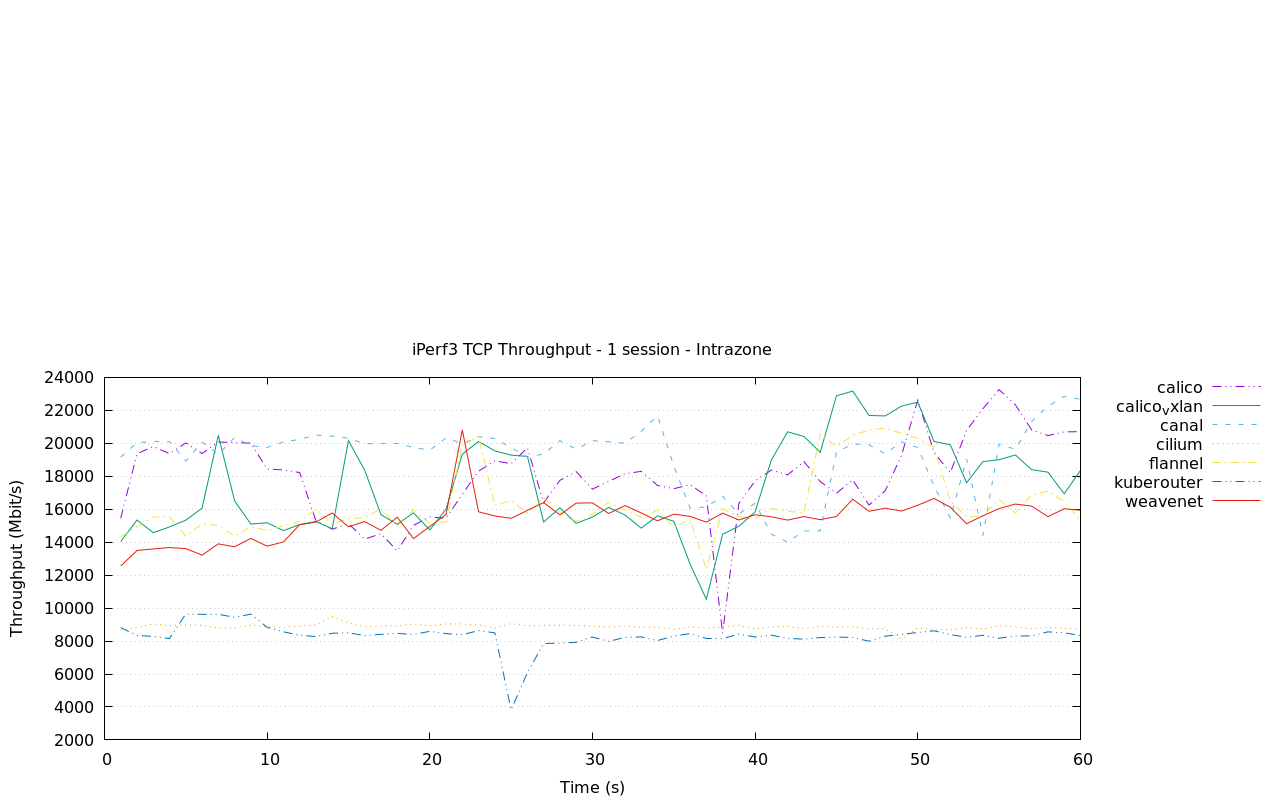 iPerf3 TCP Throughput - 1 session - Intrazone
24000
22000
20000
18000
16000
14000
12000
10000
8000
6000
4000
2000
0 10 20 30 40 50 60
Throughput (Mbit/s)
Time (s)
calico
calicovxlan
canal
cilium
flannel
kuberouter
weavenet